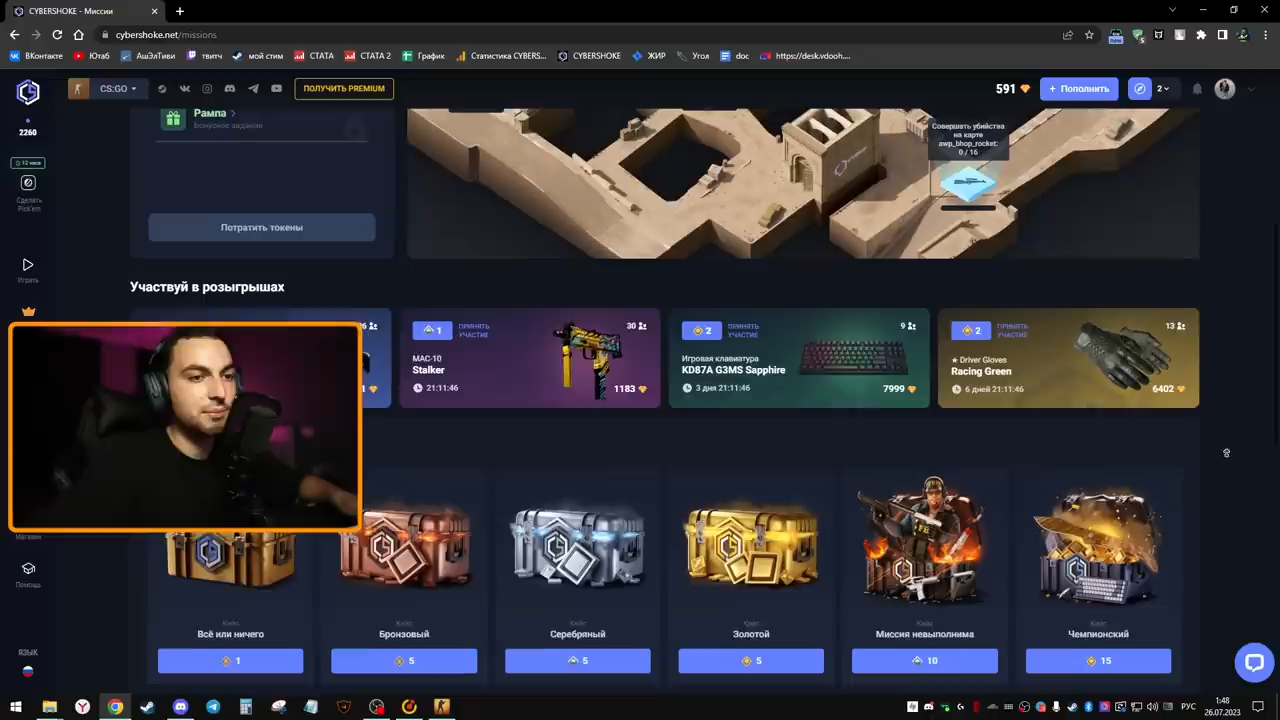 CYBERSHOKE - Миссии
cybershoke.net/missions
ВКонтакте
Ютаб
АшЭлТиви
твитч
мой стим
СТАТА
СТАТА 2
График
Статистика CYBERS...
CYBERSHOKE
ЖИР
Угол
doc
https://desk.vdooh....
CS:GO
ПОЛУЧИТЬ PREMIUM
591
+ Пополнить
2
2260
12 часов
Сделать
Pick'em
Играть
Рампа
Бонусное задание
Потратить токены
Совершать убийства
на карте
awp_bhop_rocket:
0 / 16
Участвуй в розыгрышах
1
ПРИНЯТЬ
УЧАСТИЕ
30
MAC-10
Stalker
21:11:46
1183
2
ПРИНЯТЬ
УЧАСТИЕ
9
Игровая клавиатура
KD87A G3MS Sapphire
3 дня 21:11:46
7999
2
ПРИНЯТЬ
УЧАСТИЕ
13
★ Driver Gloves
Racing Green
6 дней 21:11:46
6402
Магазин
Помощь
ЯЗЫК
Кейс
Всё или ничего
1
Кейс
Бронзовый
5
Кейс
Серебряный
5
Кейс
Золотой
5
Кейс
Миссия невыполнима
10
Кейс
Чемпионский
15
РУС
1:48
26.07.2023